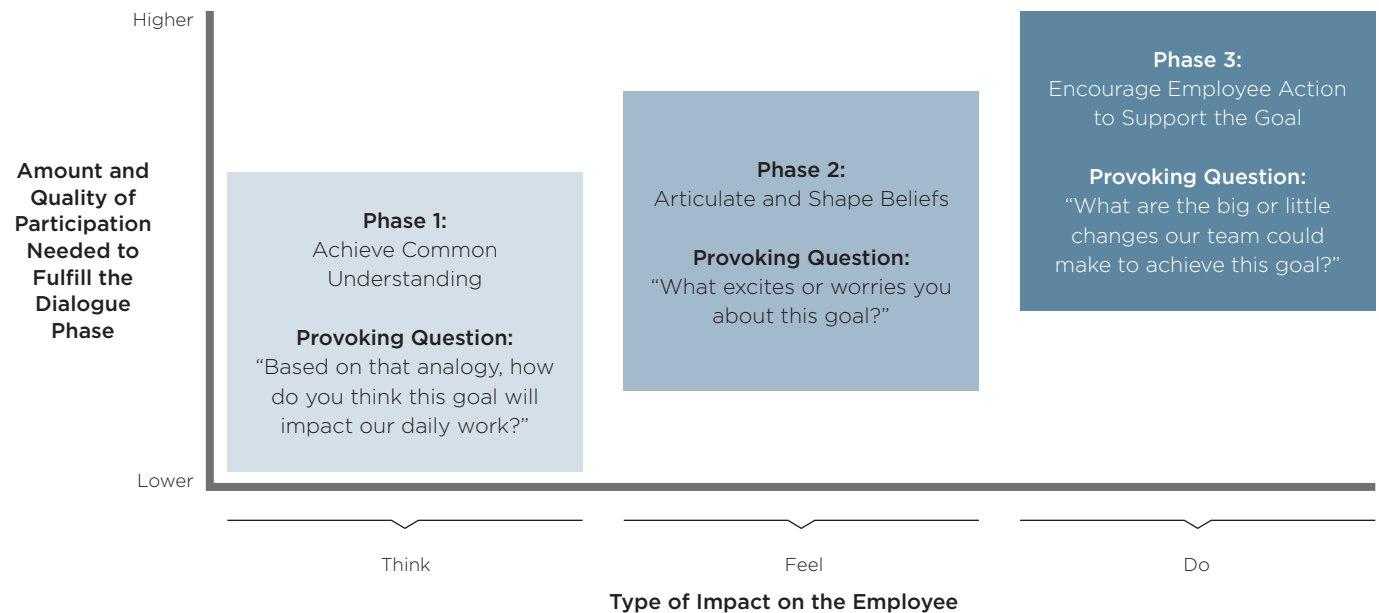 Higher
Amount and
Quality of
Participation
Needed to
Fulfill the
Dialogue
Phase
Lower
Phase 1:
Achieve Common
Understanding
Provoking Question:
“Based on that analogy, how
do you think this goal will
impact our daily work?”
Phase 2:
Articulate and Shape Beliefs
Provoking Question:
“What excites or worries you
about this goal?”
Phase 3:
Encourage Employee Action
to Support the Goal
Provoking Question:
“What are the big or little
changes our team could
make to achieve this goal?”
Think
Feel
Do
Type of Impact on the Employee